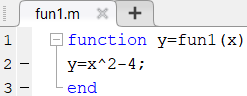 fun1.m
1 function y=fun1(x)
2 y=x^2-4;
3 end